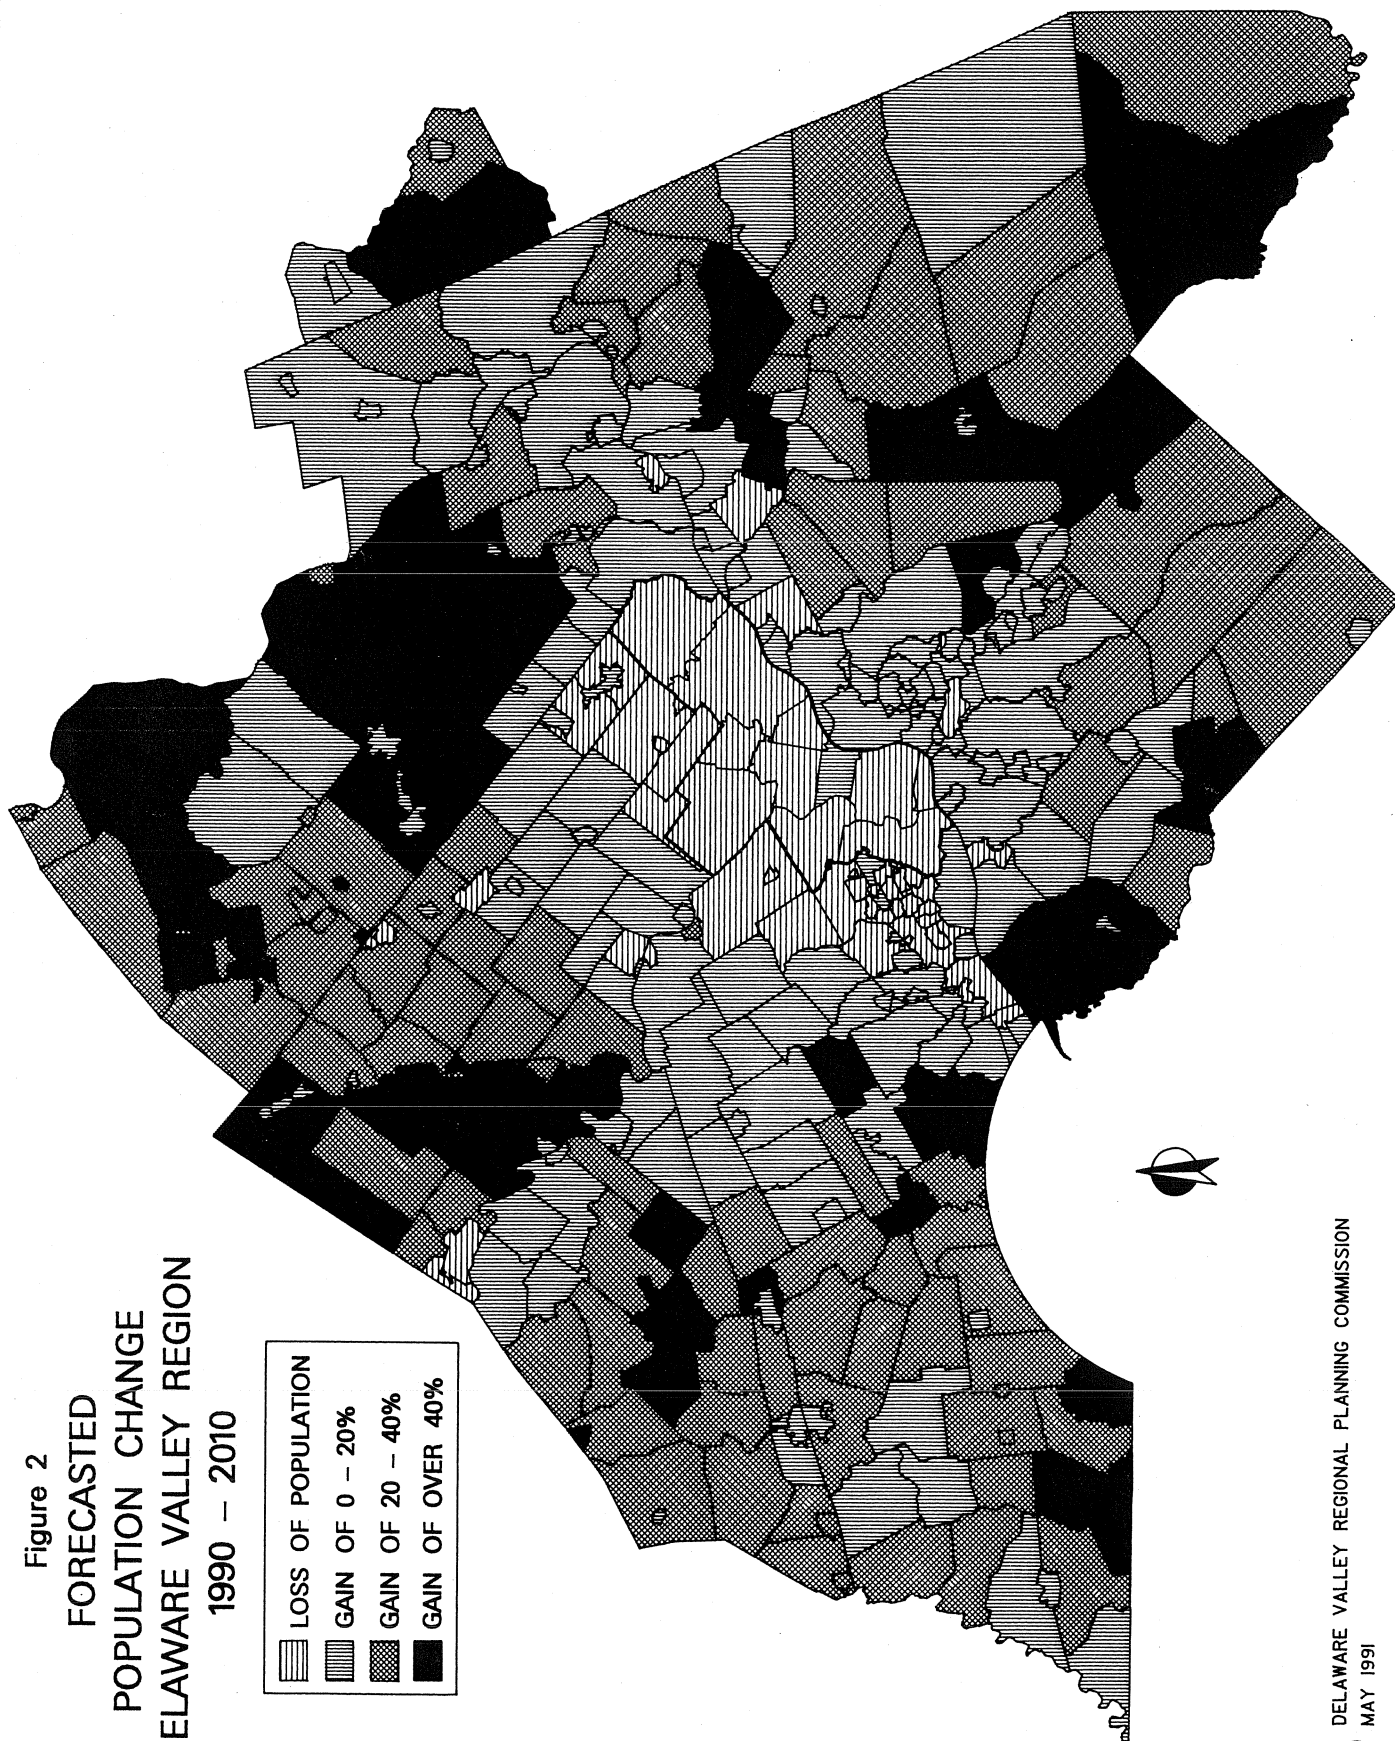 Figure 2
FORECASTED
POPULATION CHANGE
ELAWARE VALLEY REGION
1990 – 2010
LOSS OF POPULATION
GAIN OF 0 – 20%
GAIN OF 20 – 40%
GAIN OF OVER 40%
DELAWARE VALLEY REGIONAL PLANNING COMMISSION
MAY 1991